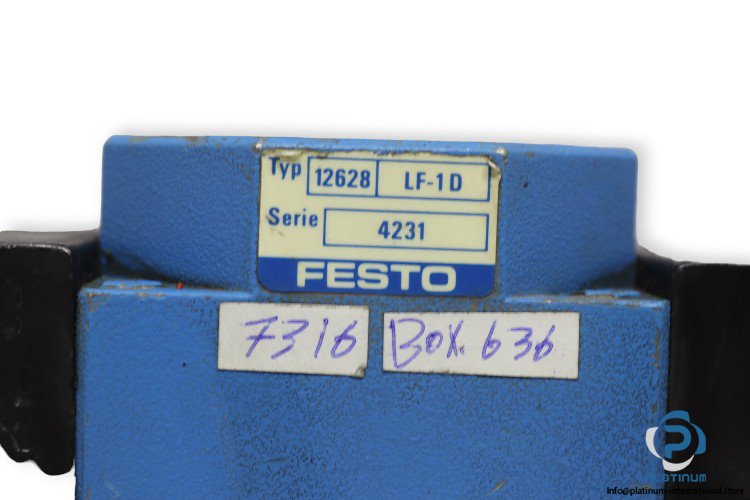 Typ 12628 LF-1D
Serie 4231
FESTO
7316 Box. 636
PLATINUM
info@platinum-international.store